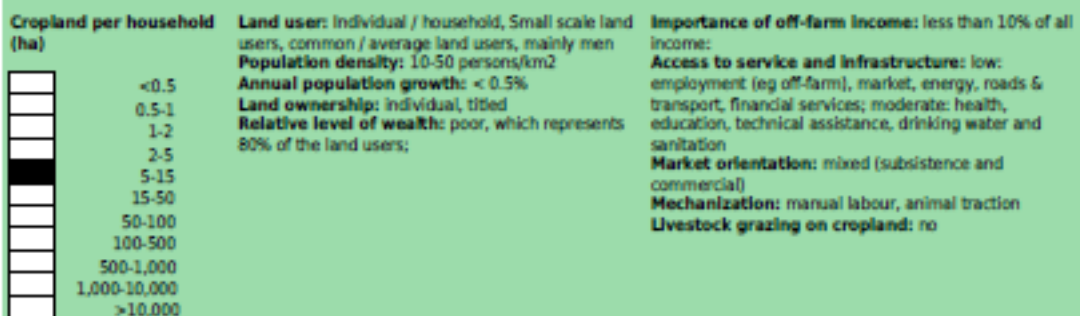 Cropland per household
(ha)
<0.5
0.5-1
1-2
2-5
5-15
15-50
50-100
100-500
500-1,000
1,000-10,000
>10,000
Land user: Individual / household, Small scale land
users, common / average land users, mainly men
Population density: 10-50 persons/km2
Annual population growth: < 0.5%
Land ownership: individual, titled
Relative level of wealth: poor, which represents
80% of the land users;
Importance of off-farm income: less than 10% of all
income:
Access to service and infrastructure: low:
employment (eg off-farm), market, energy, roads &
transport, financial services; moderate: health,
education, technical assistance, drinking water and
sanitation
Market orientation: mixed (subsistence and
commercial)
Mechanization: manual labour, animal traction
Livestock grazing on cropland: no